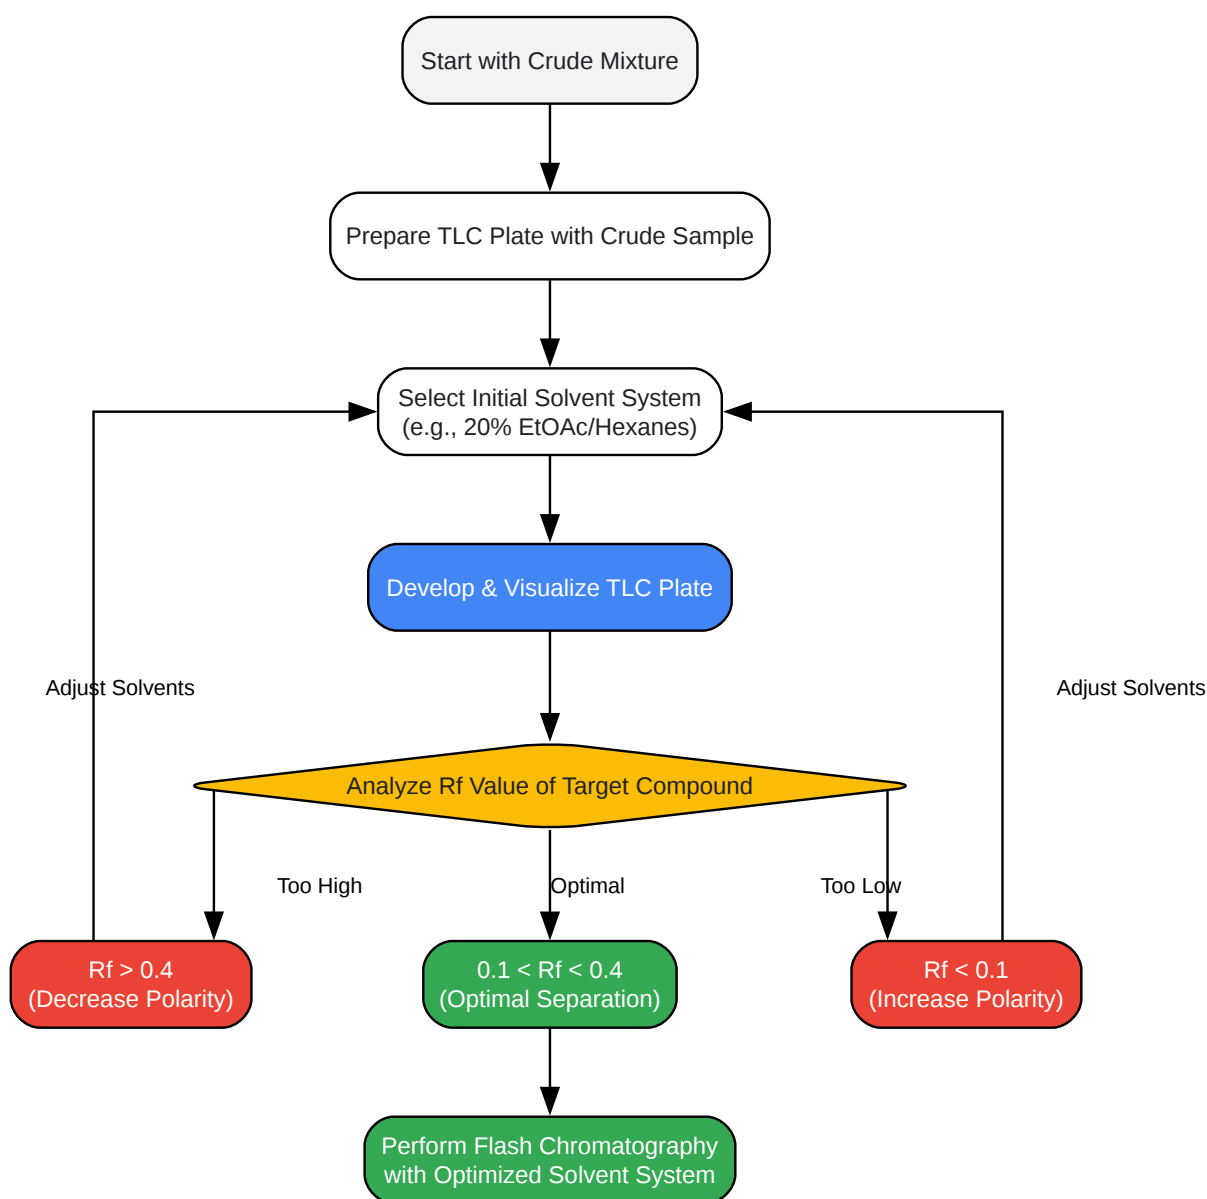 Start with Crude Mixture
Prepare TLC Plate with Crude Sample
Select Initial Solvent System
(e.g., 20% EtOAc/Hexanes)
Develop & Visualize TLC Plate
Adjust Solvents
Adjust Solvents
Analyze Rf Value of Target Compound
Too High
Optimal
Too Low
Rf > 0.4
(Decrease Polarity)
0.1 < Rf < 0.4
(Optimal Separation)
Rf < 0.1
(Increase Polarity)
Perform Flash Chromatography
with Optimized Solvent System